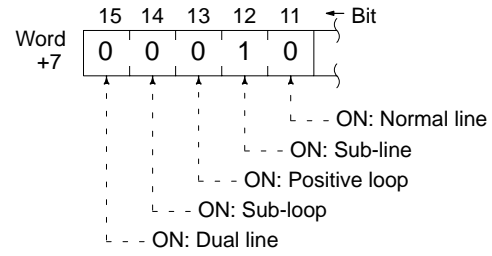 15 14 13 12 11 ← Bit
Word +7 0 0 0 1 0
ON: Normal line
ON: Sub-line
ON: Positive loop
ON: Sub-loop
ON: Dual line